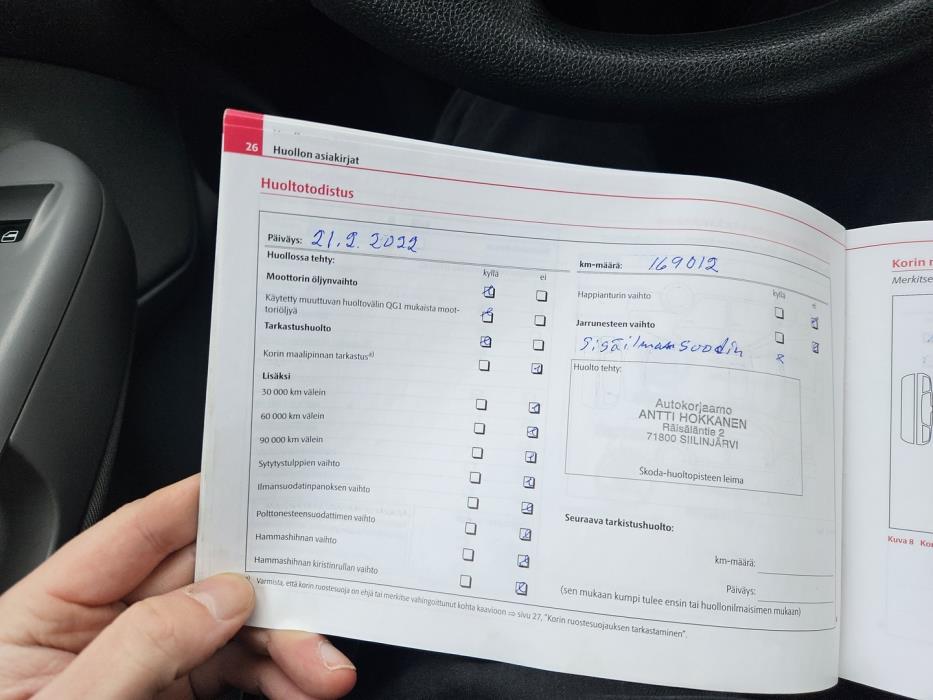 26 Huollon asiakirjat
Huoltotodistus
Päiväys: 21.2.2022
km-määrä: 169012
Huollossa tehty:
kyllä ei
Moottorin öljynvaihto
Käytetty muuttuvan huoltovälin QG1 mukaista moot-
toriöljyä
Tarkastushuolto
Korin maalipinnan tarkastus a)
Lisäksi
30 000 km välein
60 000 km välein
90 000 km välein
Sytytystulppien vaihto
Ilmansuodatinpanoksen vaihto
Polttonesteensuodattimen vaihto
Hammashihnan vaihto
Hammashihnan kiristinrullan vaihto
kyllä ei
Happianturin vaihto
Jarrunesteen vaihto
Sisäilmansuodin x
Huolto tehty:
Autokorjaamo
ANTTI HOKKANEN
Räisäläntie 2
71800 SIILINJÄRVI
Škoda-huoltopisteen leima
Seuraava tarkistushuolto:
km-määrä:
Päiväys:
(sen mukaan kumpi tulee ensin tai huollonilmaisimen mukaan)
a) Varmista, että korin ruostesuoja on ehjä tai merkitse vahingoittunut kohta kaavioon ⇒ sivu 27, "Korin ruostesuojauksen tarkastaminen".
Korin
Merkitse
Kuva 8